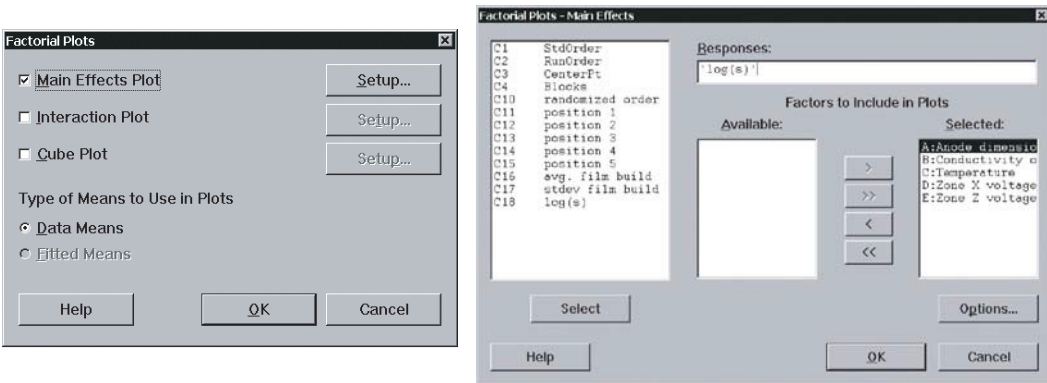 Factorial Plots
Main Effects Plot
Setup...
Interaction Plot
Setup...
Cube Plot
Setup...
Type of Means to Use in Plots
Data Means
Fitted Means
Help
OK
Cancel
Factorial Plots - Main Effects
C1 StdOrder
C2 RunOrder
C3 CenterPt
C4 Blocks
C10 randomized order
C11 position 1
C12 position 2
C13 position 3
C14 position 4
C15 position 5
C16 avg. film build
C17 stdev film build
C18 log(s)
Responses:
'log(s)'
Factors to Include in Plots
Available:
Selected:
A:Anode dimensio
B:Conductivity o
C:Temperature
D:Zone X voltage
E:Zone Z voltage
>
>>
<
<<
Select
Options...
Help
OK
Cancel